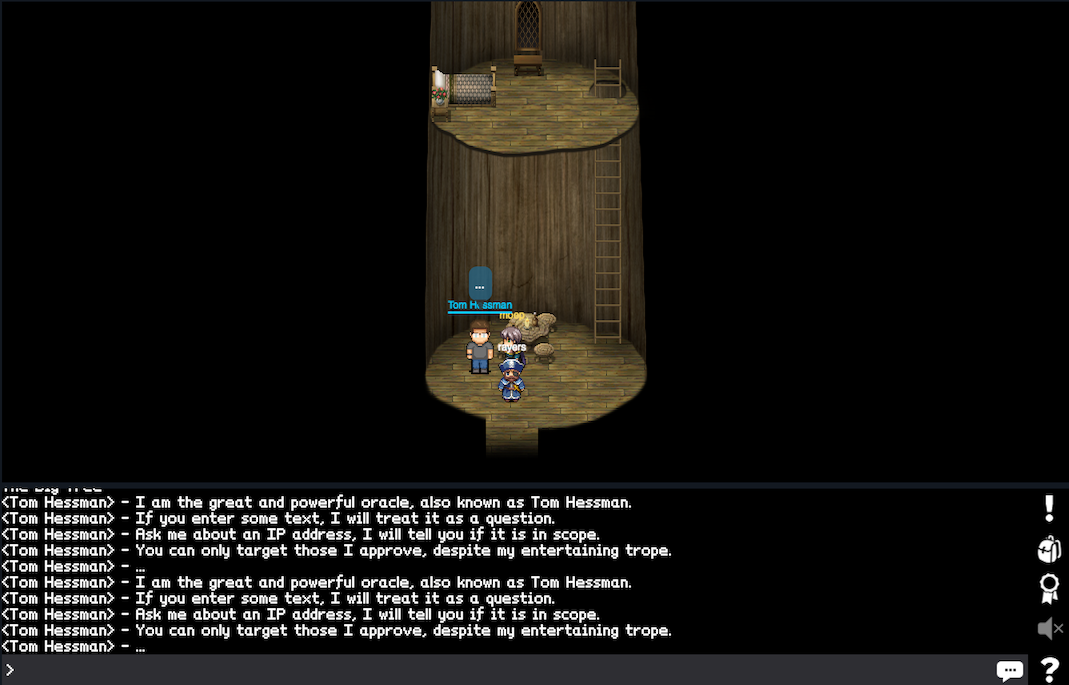 ...
Tom Hessman
moop
rayers
The Big Tree
<Tom Hessman> - I am the great and powerful oracle, also known as Tom Hessman.
<Tom Hessman> - If you enter some text, I will treat it as a question.
<Tom Hessman> - Ask me about an IP address, I will tell you if it is in scope.
<Tom Hessman> - You can only target those I approve, despite my entertaining trope.
<Tom Hessman> - …
<Tom Hessman> - I am the great and powerful oracle, also known as Tom Hessman.
<Tom Hessman> - If you enter some text, I will treat it as a question.
<Tom Hessman> - Ask me about an IP address, I will tell you if it is in scope.
<Tom Hessman> - You can only target those I approve, despite my entertaining trope.
<Tom Hessman> - …
>